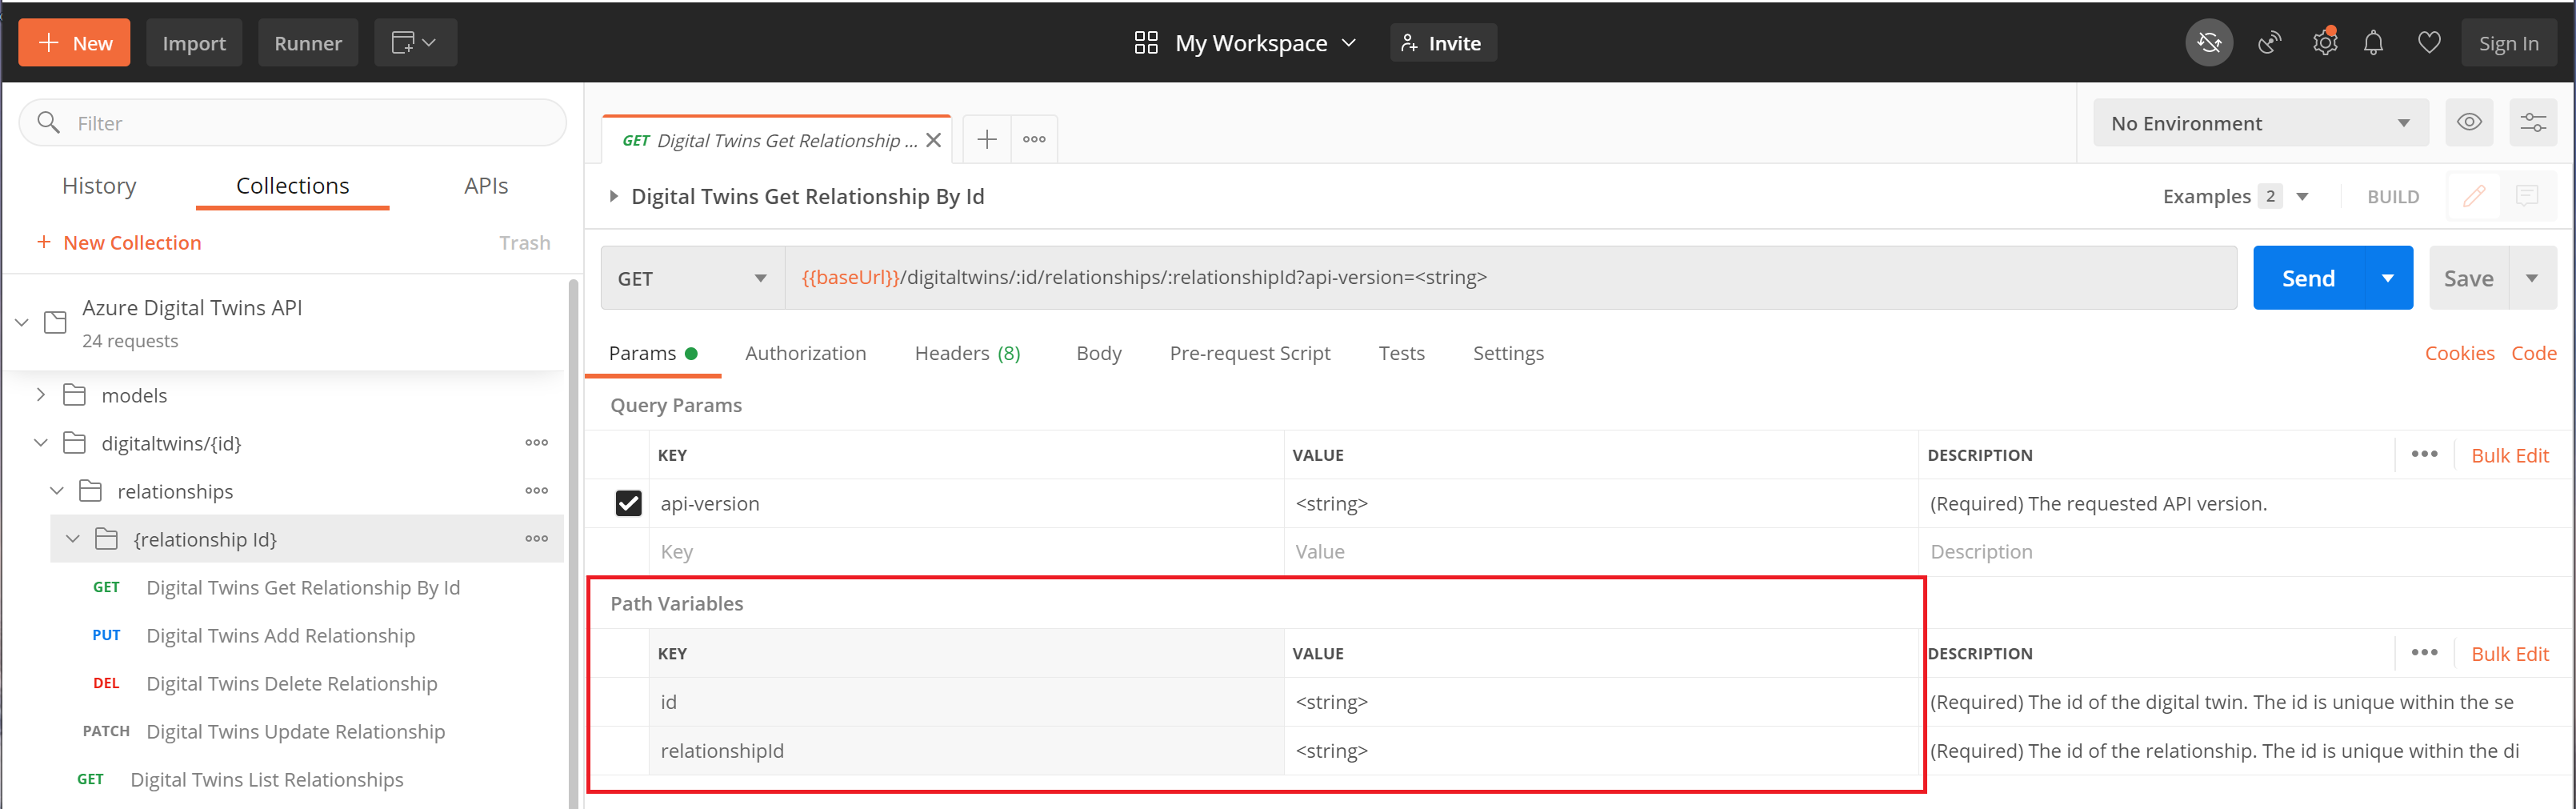 New
Import
Runner
My Workspace
Invite
Sign In
Filter
History
Collections
APIs
+ New Collection
Trash
Azure Digital Twins API
24 requests
models
digitaltwins/{id}
relationships
{relationship Id}
GET Digital Twins Get Relationship By Id
PUT Digital Twins Add Relationship
DEL Digital Twins Delete Relationship
PATCH Digital Twins Update Relationship
GET Digital Twins List Relationships
GET Digital Twins Get Relationship ...
No Environment
Digital Twins Get Relationship By Id
Examples 2
BUILD
GET
{{baseUrl}}/digitaltwins/:id/relationships/:relationshipId?api-version=<string>
Send
Save
Params
Authorization
Headers (8)
Body
Pre-request Script
Tests
Settings
Cookies
Code
Query Params
KEY VALUE DESCRIPTION Bulk Edit
api-version <string> (Required) The requested API version.
Key Value Description
Path Variables
KEY VALUE DESCRIPTION Bulk Edit
id <string> (Required) The id of the digital twin. The id is unique within the se
relationshipId <string> (Required) The id of the relationship. The id is unique within the di